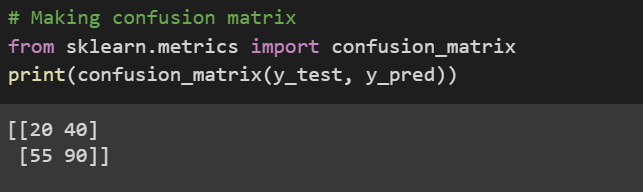 # Making confusion matrix
from sklearn.metrics import confusion_matrix
print(confusion_matrix(y_test, y_pred))
[[20 40]
 [55 90]]